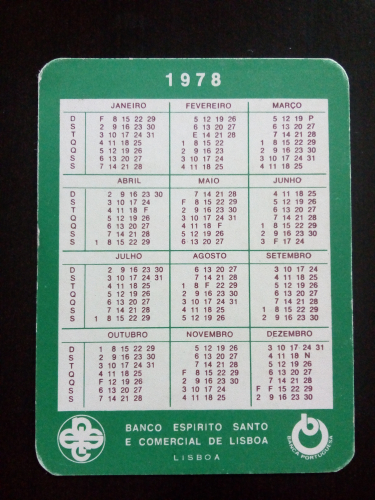 1978
JANEIRO FEVEREIRO MARÇO
D F 8 15 22 29 5 12 19 26 5 12 19 P
S 2 9 16 23 30 6 13 20 27 6 13 20 27
T 3 10 17 24 31 E 14 21 28 7 14 21 28
Q 4 11 18 25 1 8 15 22 1 8 15 22 29
Q 5 12 19 26 2 9 16 23 2 9 16 23 30
S 6 13 20 27 3 10 17 24 3 10 17 24 31
S 7 14 21 28 4 11 18 25 4 11 18 25
ABRIL MAIO JUNHO
D 2 9 16 23 30 7 14 21 28 4 11 18 25
S 3 10 17 24 F 8 15 22 29 5 12 19 26
T 4 11 18 F 2 9 16 23 30 6 13 20 27
Q 5 12 19 26 3 10 17 24 31 7 14 21 28
Q 6 13 20 27 4 11 18 F 1 8 15 22 29
S 7 14 21 28 5 12 19 26 2 9 16 23 30
S 1 8 15 22 29 6 13 20 27 3 F 17 24
JULHO AGOSTO SETEMBRO
D 2 9 16 23 30 6 13 20 27 3 10 17 24
S 3 10 17 24 31 7 14 21 28 4 11 18 25
T 4 11 18 25 1 8 F 22 29 5 12 19 26
Q 5 12 19 26 2 9 16 23 30 6 13 20 27
Q 6 13 20 27 3 10 17 24 31 7 14 21 28
S 7 14 21 28 4 11 18 25 1 8 15 22 29
S 1 8 15 22 29 5 12 19 26 2 9 16 23 30
OUTUBRO NOVEMBRO DEZEMBRO
D 1 8 15 22 29 5 12 19 26 3 10 17 24 31
S 2 9 16 23 30 6 13 20 27 4 11 18 N
T 3 10 17 24 31 7 14 21 28 5 12 19 26
Q 4 11 18 25 1 8 15 22 29 6 13 20 27
Q F 12 19 26 2 9 16 23 30 7 14 21 28
S 6 13 20 27 3 10 17 24 F F 15 22 29
S 7 14 21 28 4 11 18 25 2 9 16 23 30
BANCO ESPIRITO SANTO
E COMERCIAL DE LISBOA
LISBOA
BANCA PORTUGUESA